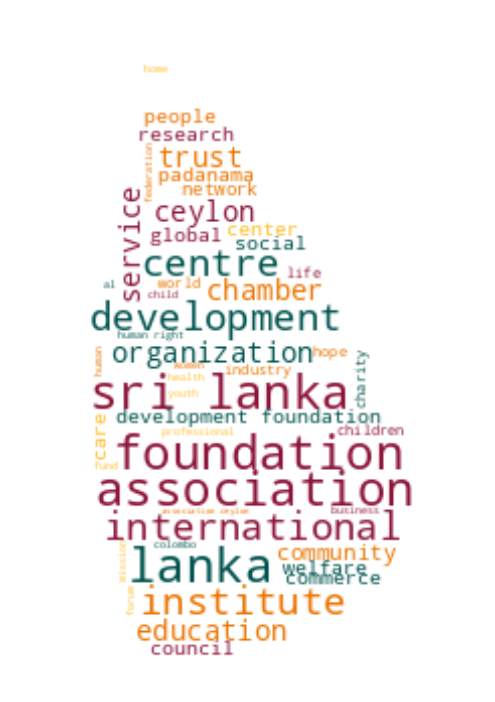 home
people
research
federation
trust
padanama
network
service
ceylon
global
center
social
centre
life
al
world
child
chamber
development
human right
organization
hope
human
women
industry
health
charity
sri lanka
youth
development foundation
care
professional
children
foundation
fund
association
association ceylon
business
international
colombo
community
mission
lanka
welfare
commerce
forum
institute
education
council